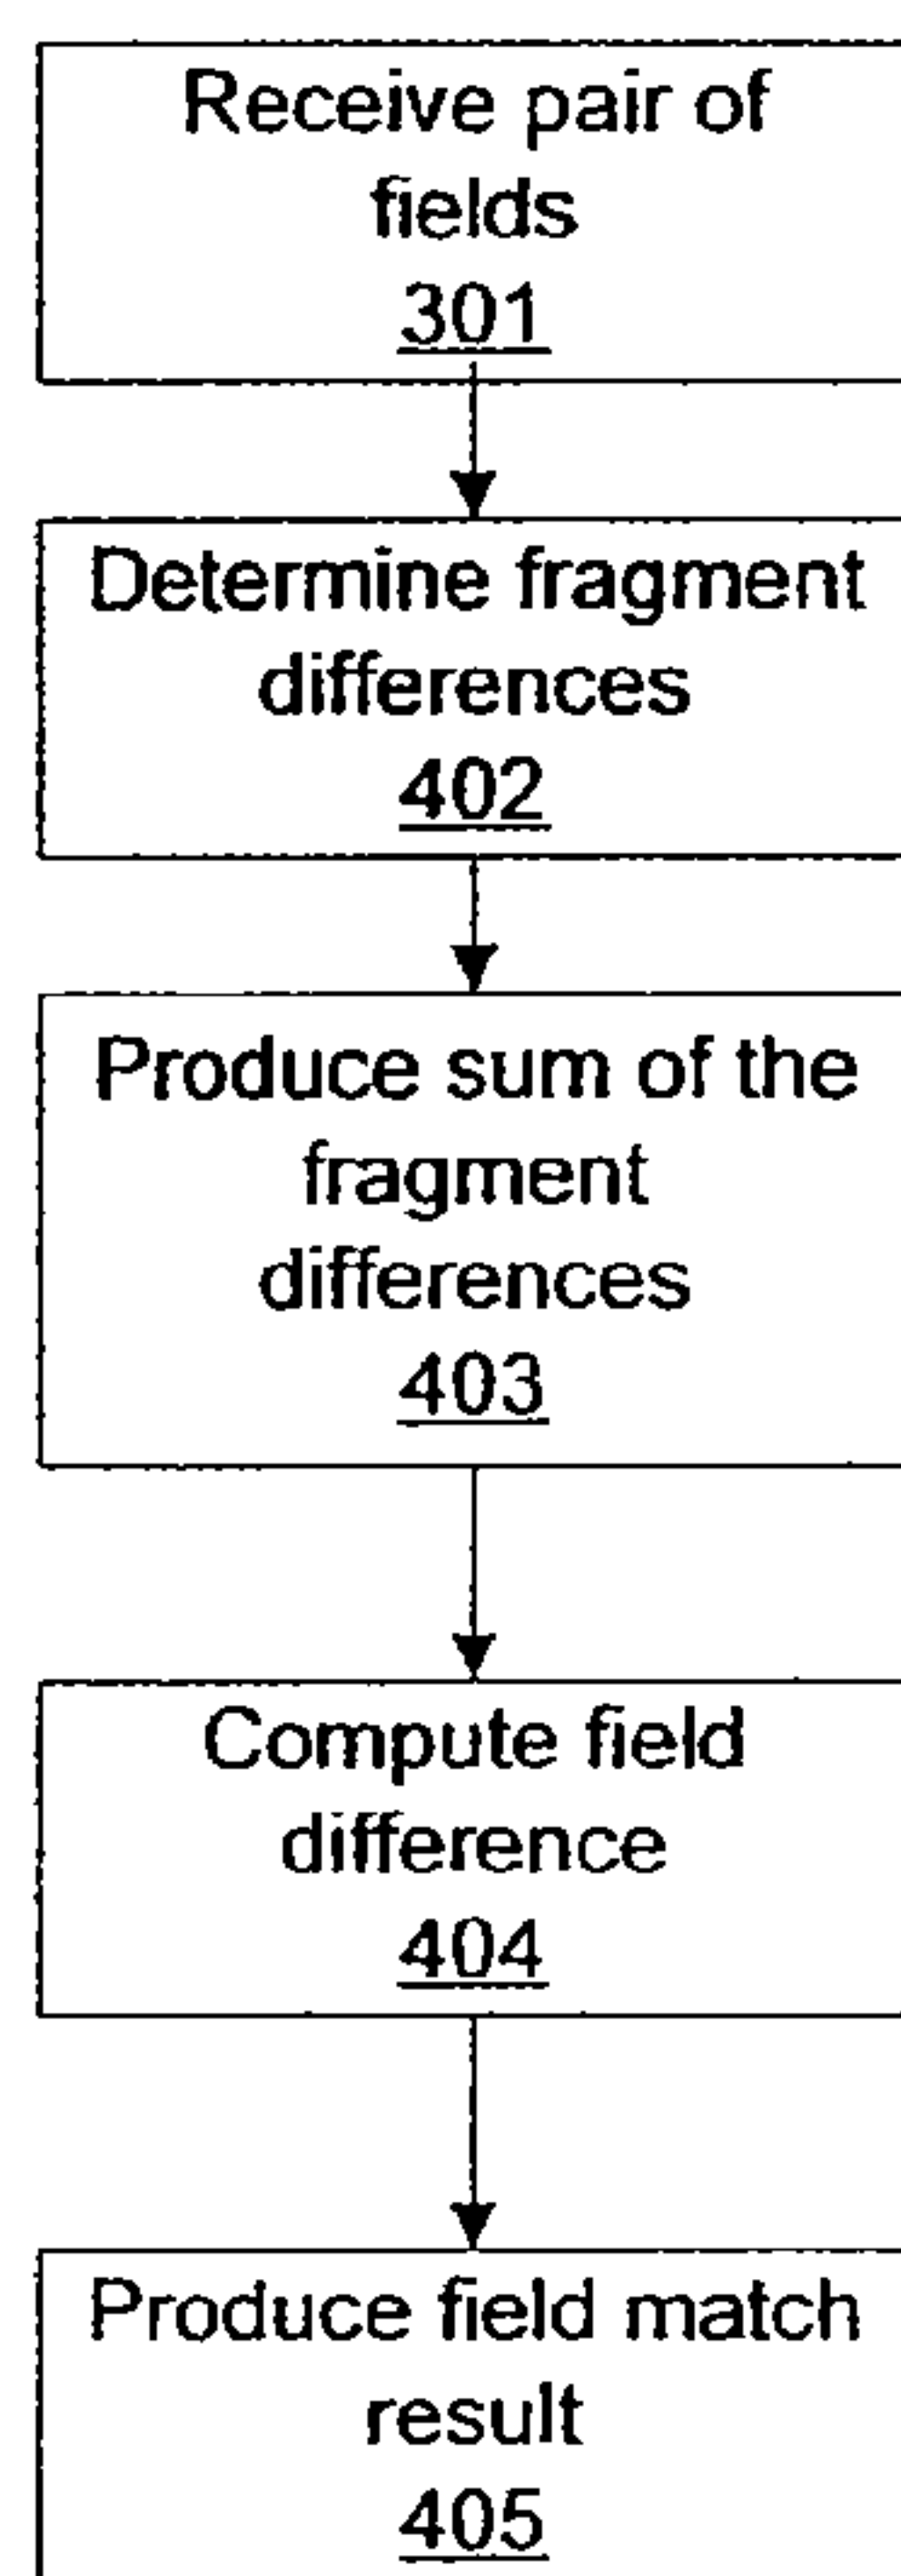 Receive pair of
fields
301
Determine fragment
differences
402
Produce sum of the
fragment
differences
403
Compute field
difference
404
Produce field match
result
405